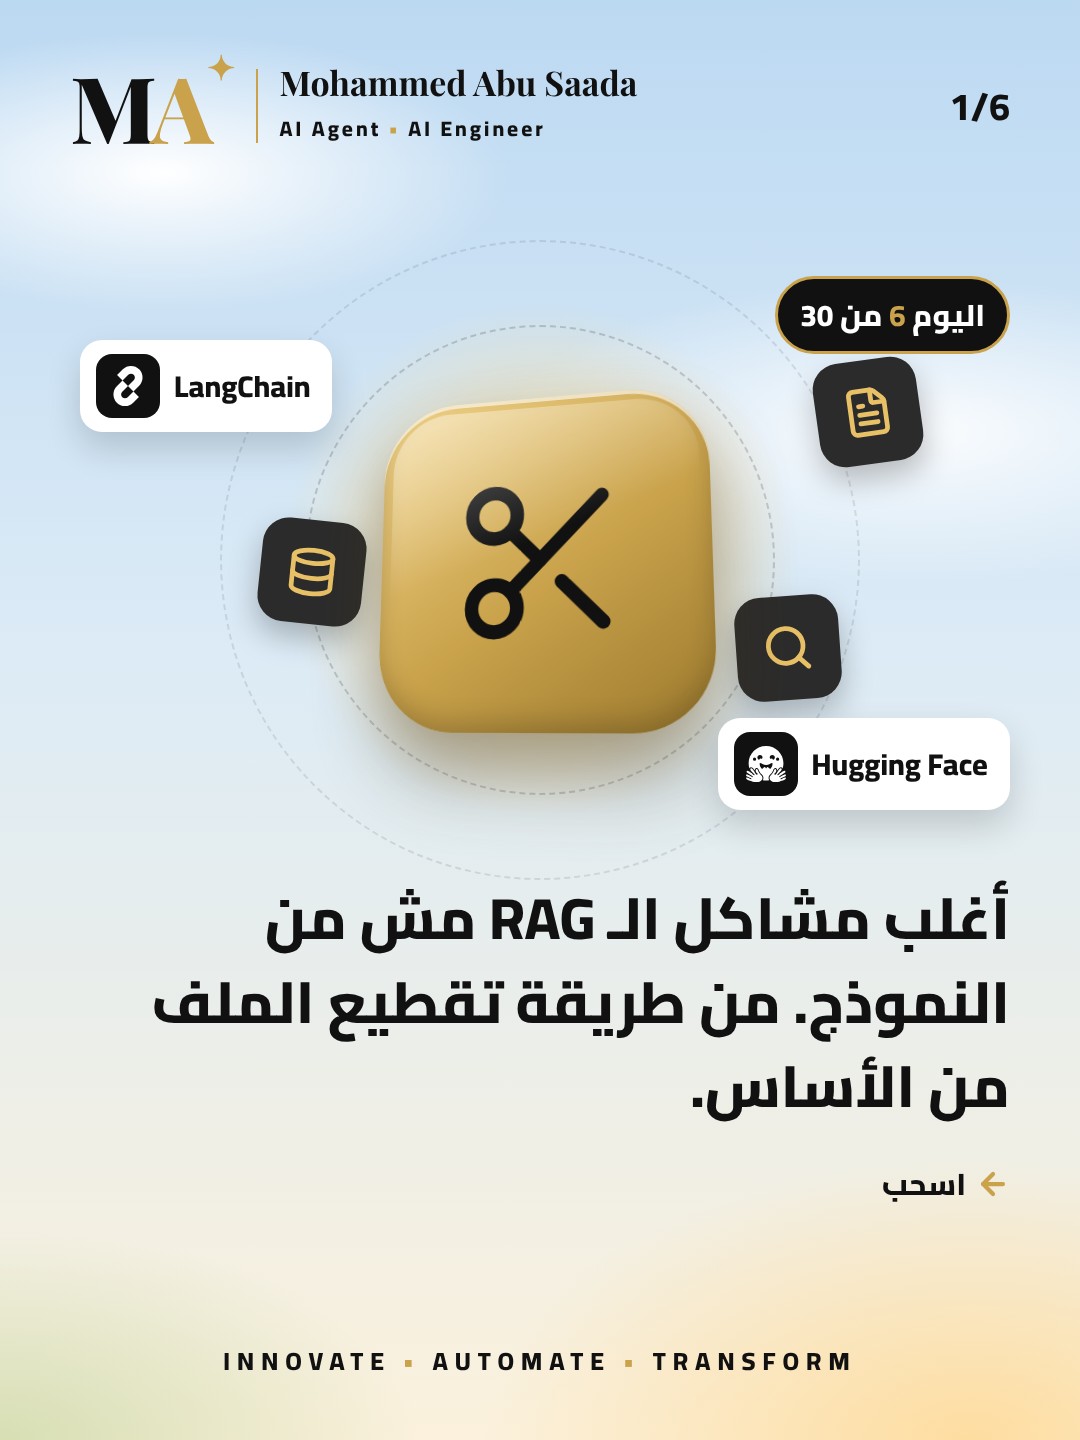 MA
Mohammed Abu Saada
AI Agent ▪ AI Engineer
1/6
اليوم 6 من 30
LangChain
Hugging Face
أغلب مشاكل الـ RAG مش من
النموذج. من طريقة تقطيع الملف
من الأساس.
اسحب
INNOVATE ▪ AUTOMATE ▪ TRANSFORM